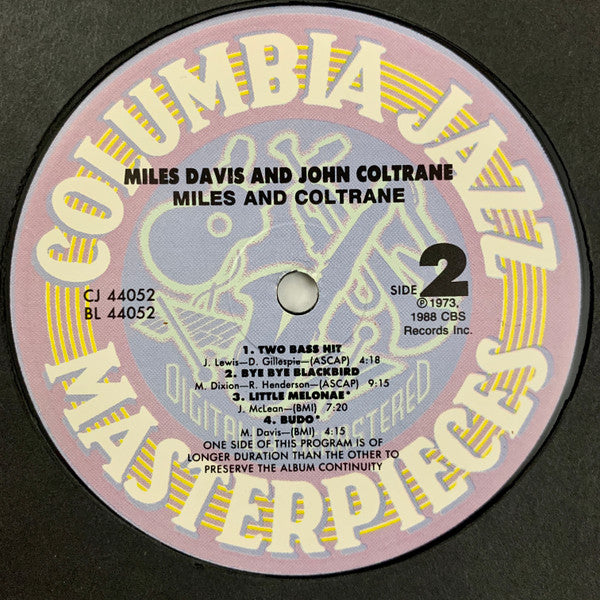 COLUMBIA JAZZ
MASTERPIECES
MILES DAVIS AND JOHN COLTRANE
MILES AND COLTRANE
CJ 44052
BL 44052
SIDE 2
℗ 1973,
1988 CBS
Records Inc.
1. TWO BASS HIT
J. Lewis—D. Gillespie—(ASCAP) 4:18
2. BYE BYE BLACKBIRD
M. Dixion—R. Henderson—(ASCAP) 9:15
3. LITTLE MELONAE*
J. McLean—(BMI) 7:20
4. BUDO*
M. Davis—(BMI) 4:15
ONE SIDE OF THIS PROGRAM IS OF
LONGER DURATION THAN THE OTHER TO
PRESERVE THE ALBUM CONTINUITY